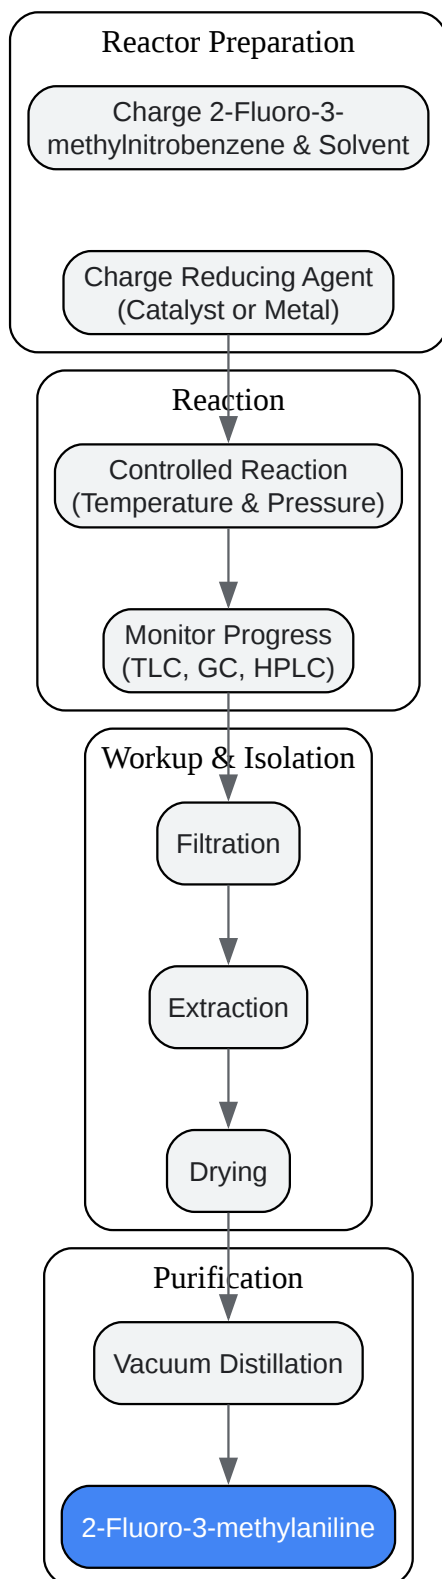 Reactor Preparation
Charge 2-Fluoro-3-
methylnitrobenzene & Solvent
Charge Reducing Agent
(Catalyst or Metal)
Reaction
Controlled Reaction
(Temperature & Pressure)
Monitor Progress
(TLC, GC, HPLC)
Workup & Isolation
Filtration
Extraction
Drying
Purification
Vacuum Distillation
2-Fluoro-3-methylaniline